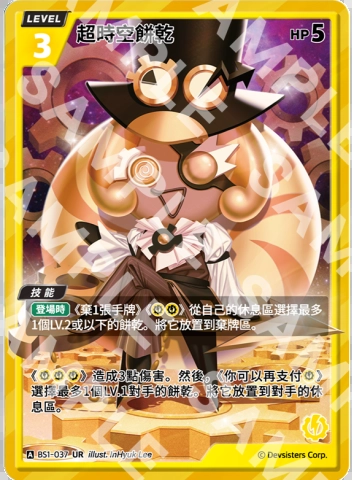 LEVEL
3
超時空餅乾
HP 5
SAMPLE
技能
登場時 《棄1張手牌》《》從自己的休息區選擇最多
1個LV.2或以下的餅乾。將它放置到棄牌區。
《》造成3點傷害。然後,《你可以再支付》
選擇最多1個LV.1對手的餅乾。將它放置到對手的休
息區。
A BS1-037 UR illust. InHyuk Lee
© Devsisters Corp.